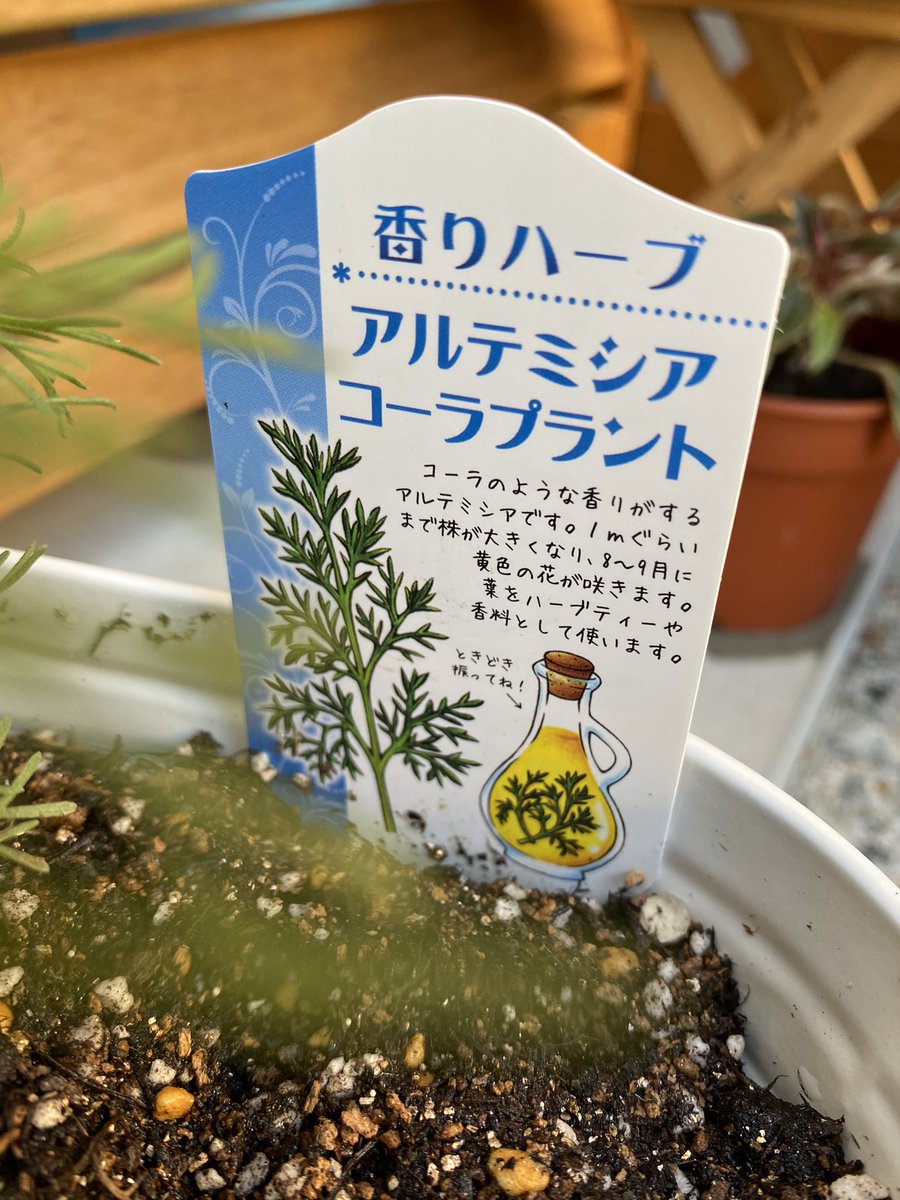 香りハーブ
アルテミシア
コーラプラント
コーラのような香りがする
アルテミシアです。1mぐらい
まで株が大きくなり、8〜9月に
黄色の花が咲きます。
葉をハーブティーや
香料として使います。
ときどき
振ってね！